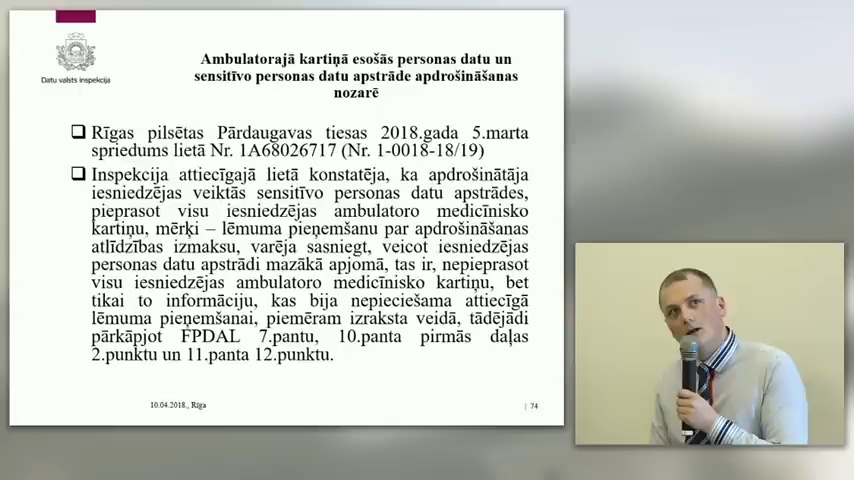 Datu valsts inspekcija
Ambulatorajā kartiņā esošās personas datu un
sensitīvo personas datu apstrāde apdrošināšanas
nozarē
❑ Rīgas pilsētas Pārdaugavas tiesas 2018.gada 5.marta
spriedums lietā Nr. 1A68026717 (Nr. 1-0018-18/19)
❑ Inspekcija attiecīgajā lietā konstatēja, ka apdrošinātāja
iesniedzējas veiktās sensitīvo personas datu apstrādes,
pieprasot visu iesniedzējas ambulatoro medicīnisko
kartiņu, mērķi – lēmuma pieņemšanu par apdrošināšanas
atlīdzības izmaksu, varēja sasniegt, veicot iesniedzējas
personas datu apstrādi mazākā apjomā, tas ir, nepieprasot
visu iesniedzējas ambulatoro medicīnisko kartiņu, bet
tikai to informāciju, kas bija nepieciešama attiecīgā
lēmuma pieņemšanai, piemēram izraksta veidā, tādējādi
pārkāpjot FPDAL 7.pantu, 10.panta pirmās daļas
2.punktu un 11.panta 12.punktu.
10.04.2018., Rīga
| 74